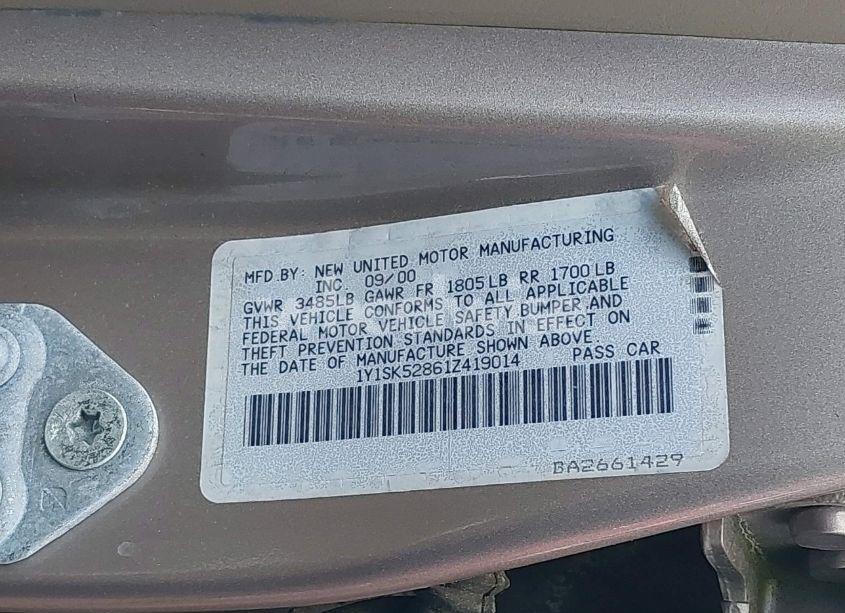 MFD.BY: NEW UNITED MOTOR MANUFACTURING
INC. 09/00
GVWR 3485LB GAWR FR 1805LB RR 1700LB
THIS VEHICLE CONFORMS TO ALL APPLICABLE
FEDERAL MOTOR VEHICLE SAFETY,BUMPER,AND
THEFT PREVENTION STANDARDS IN EFFECT ON
THE DATE OF MANUFACTURE SHOWN ABOVE.
1Y1SK52861Z419014 PASS CAR
BA2661429